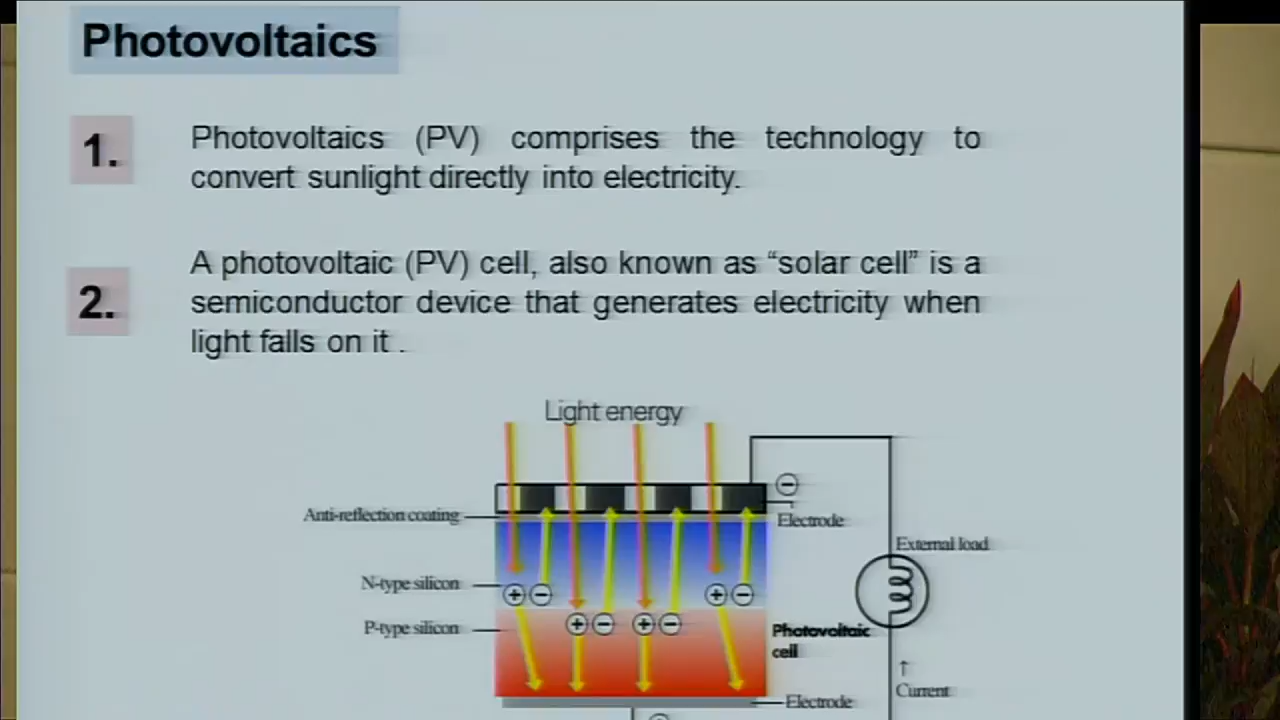 Photovoltaics
1.
Photovoltaics (PV) comprises the technology to
convert sunlight directly into electricity.
2.
A photovoltaic (PV) cell, also known as “solar cell” is a
semiconductor device that generates electricity when
light falls on it .
Light energy
Anti-reflection coating
Electrode
External load
N-type silicon
P-type silicon
Photovoltaic
cell
Current
Electrode